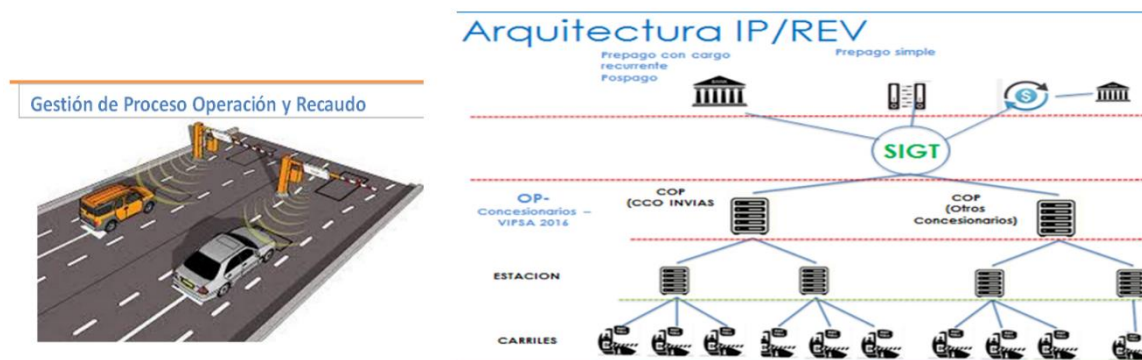 Gestión de Proceso Operación y Recaudo
Arquitectura IP/REV
Prepago con cargo
recurrente
Pospago
Prepago simple
SIGT
OP-
Concesionarios –
VIPSA 2016
COP
(CCO INVIAS
COP
(Otros
Concesionarios)
ESTACION
CARRILES